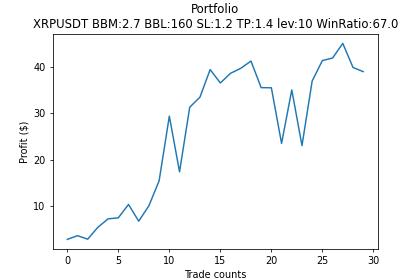 Portfolio
XRPUSDT BBM:2.7 BBL:160 SL:1.2 TP:1.4 lev:10 WinRatio:67.0
40
30
20
10
Profit ($)
0 5 10 15 20 25 30
Trade counts